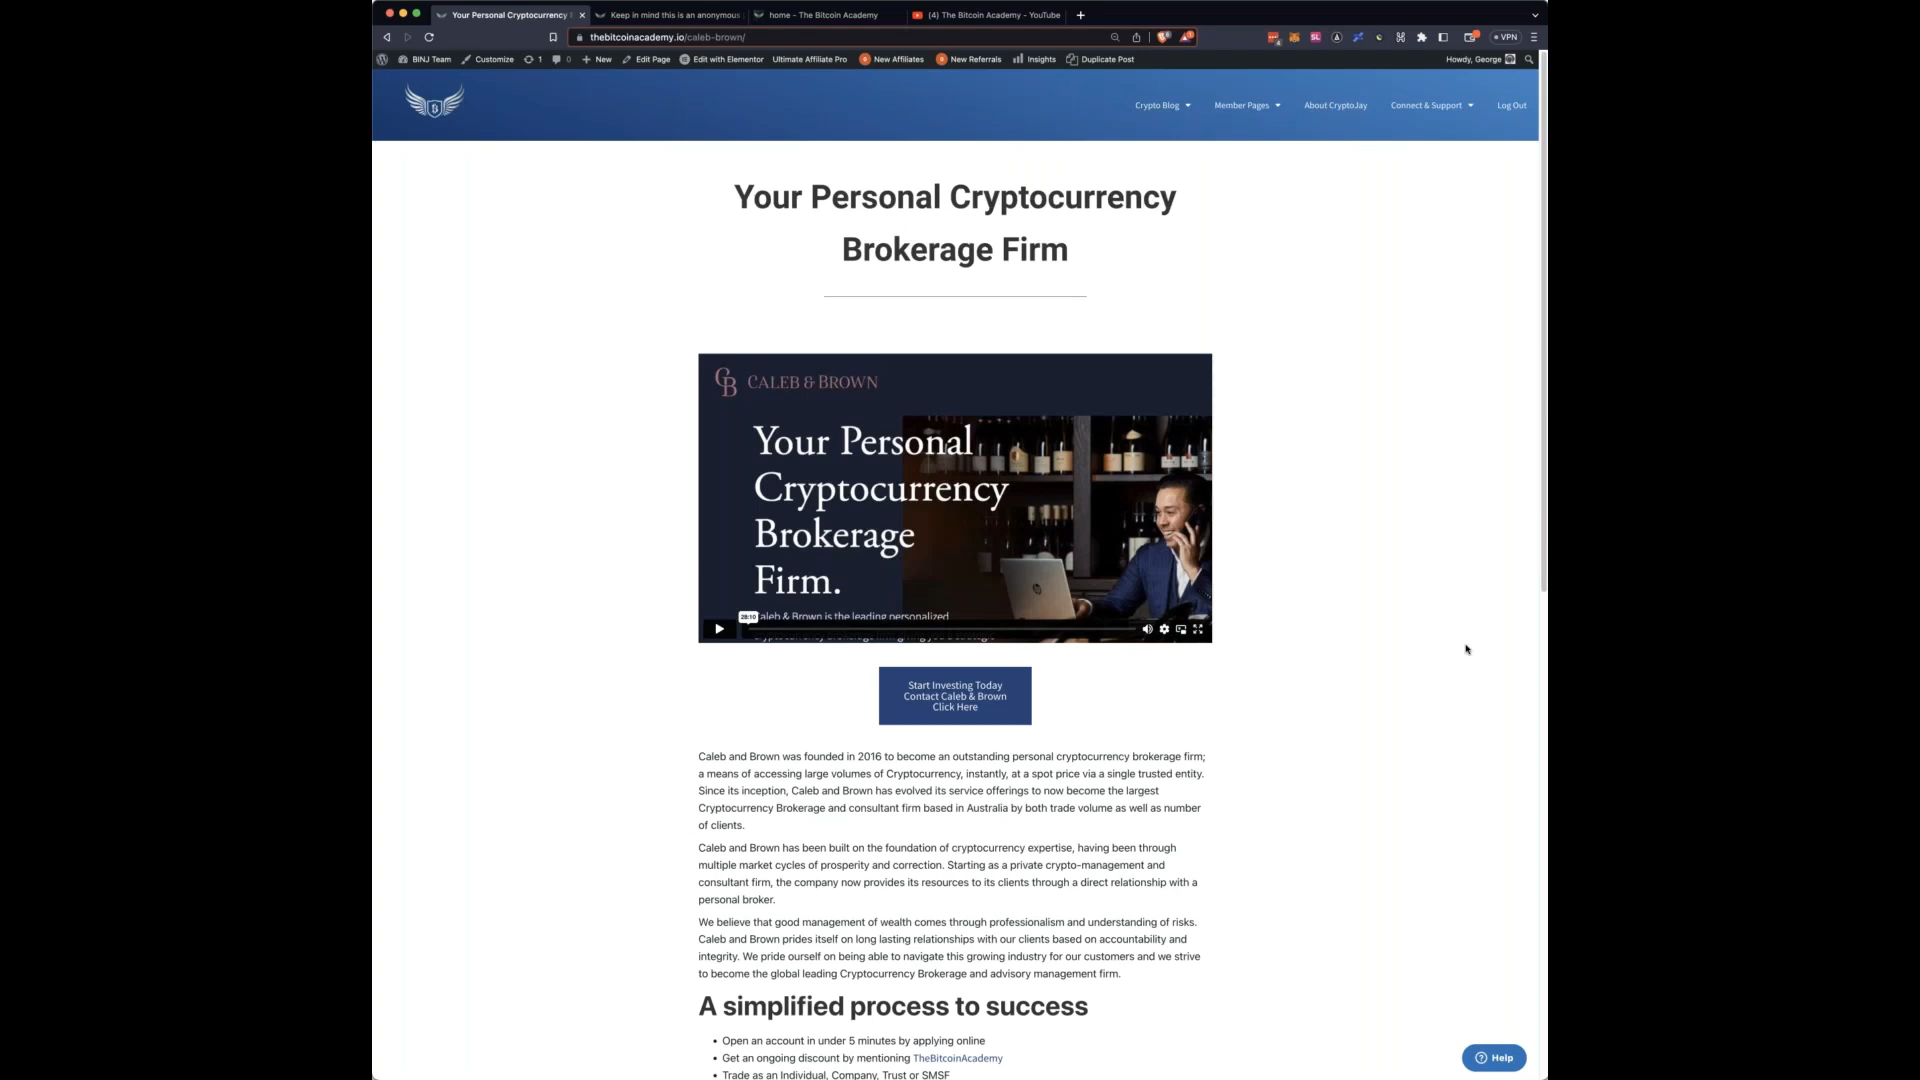 Your Personal Cryptocurrency
Keep in mind this is an anonymous
home - The Bitcoin Academy
(4) The Bitcoin Academy - YouTube
thebitcoinacademy.io/caleb-brown/
VPN
BINJ Team
Customize
1
0
New
Edit Page
Edit with Elementor
Ultimate Affiliate Pro
0 New Affiliates
0 New Referrals
Insights
Duplicate Post
Howdy, George
Crypto Blog
Member Pages
About CryptoJay
Connect & Support
Log Out
Your Personal Cryptocurrency
Brokerage Firm
CB CALEB & BROWN
Your Personal
Cryptocurrency
Brokerage
Firm.
Caleb & Brown is the leading personalized
28:10
Start Investing Today
Contact Caleb & Brown
Click Here
Caleb and Brown was founded in 2016 to become an outstanding personal cryptocurrency brokerage firm;
a means of accessing large volumes of Cryptocurrency, instantly, at a spot price via a single trusted entity.
Since its inception, Caleb and Brown has evolved its service offerings to now become the largest
Cryptocurrency Brokerage and consultant firm based in Australia by both trade volume as well as number
of clients.
Caleb and Brown has been built on the foundation of cryptocurrency expertise, having been through
multiple market cycles of prosperity and correction. Starting as a private crypto-management and
consultant firm, the company now provides its resources to its clients through a direct relationship with a
personal broker.
We believe that good management of wealth comes through professionalism and understanding of risks.
Caleb and Brown prides itself on long lasting relationships with our clients based on accountability and
integrity. We pride ourself on being able to navigate this growing industry for our customers and we strive
to become the global leading Cryptocurrency Brokerage and advisory management firm.
A simplified process to success
• Open an account in under 5 minutes by applying online
• Get an ongoing discount by mentioning TheBitcoinAcademy
• Trade as an Individual, Company, Trust or SMSF
Help